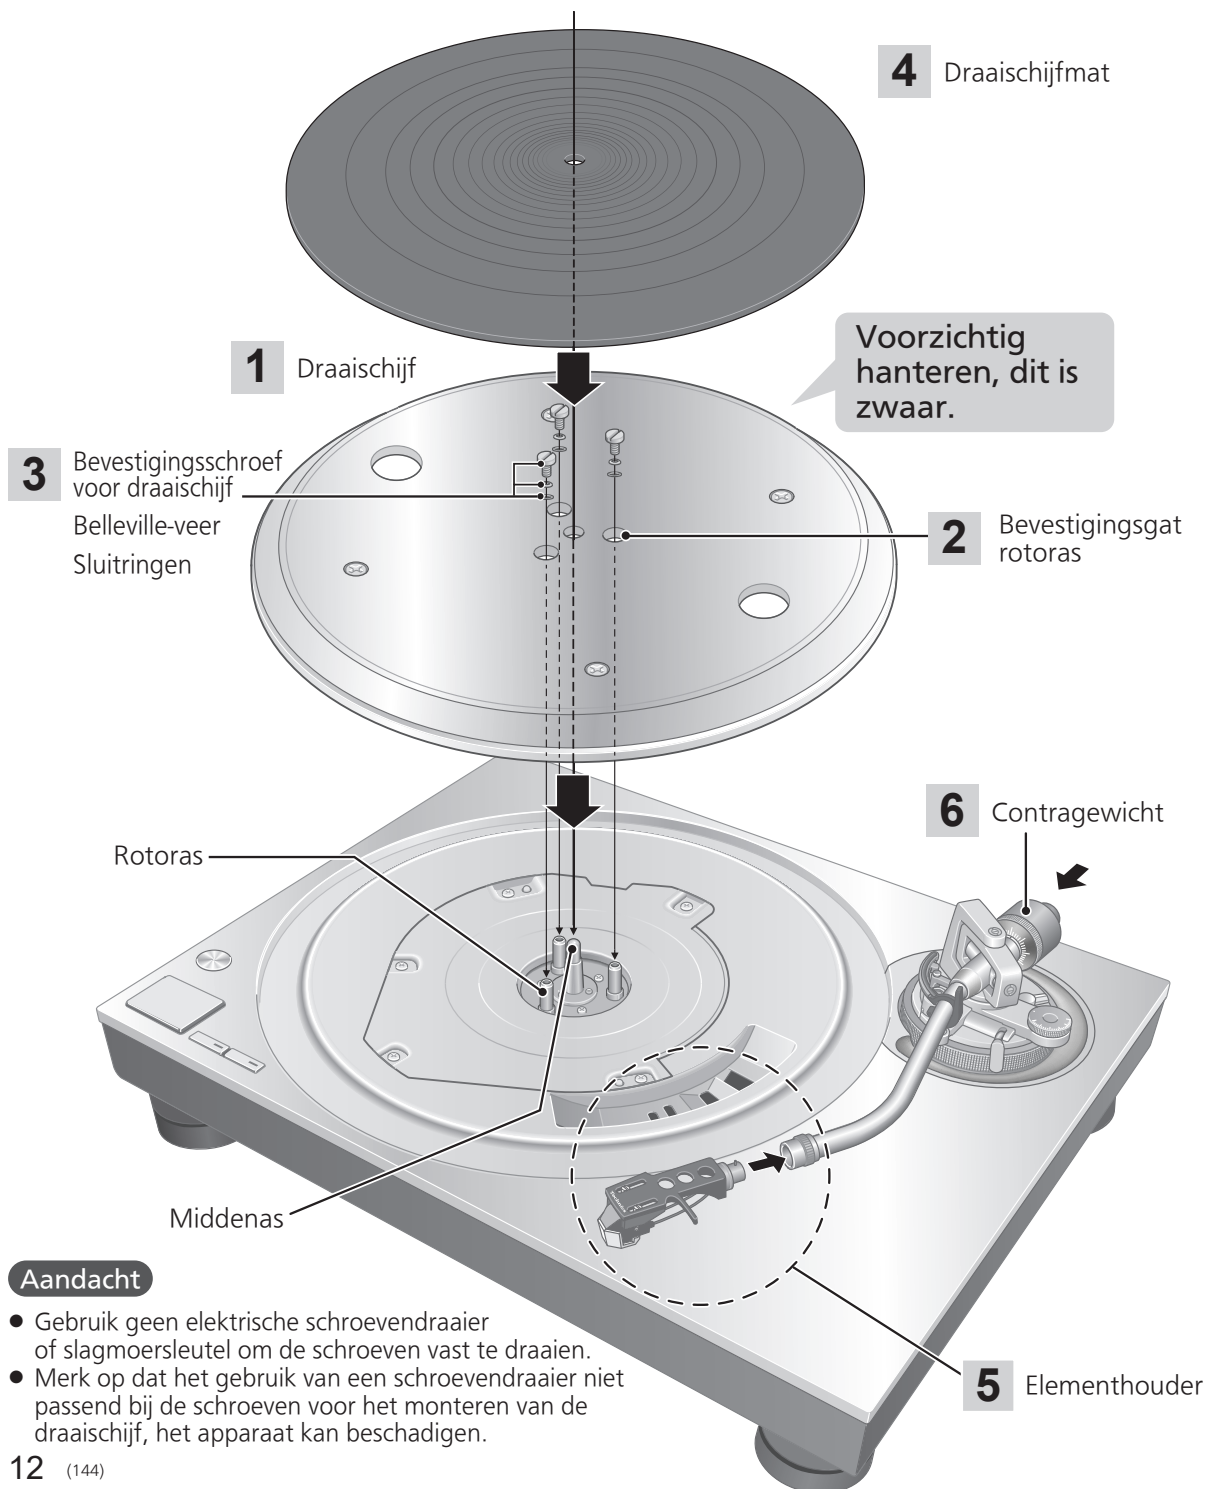 4 Draaischijfmat
Voorzichtig
hanteren, dit is
zwaar.
1 Draaischijf
3 Bevestigingsschroef
voor draaischijf
Belleville-veer
Sluitringen
2 Bevestigingsgat
rotoras
6 Contragewicht
Rotoras
Middenas
5 Elementhouder
Aandacht
● Gebruik geen elektrische schroevendraaier
of slagmoersleutel om de schroeven vast te draaien.
● Merk op dat het gebruik van een schroevendraaier niet
passend bij de schroeven voor het monteren van de
draaischijf, het apparaat kan beschadigen.
12 (144)